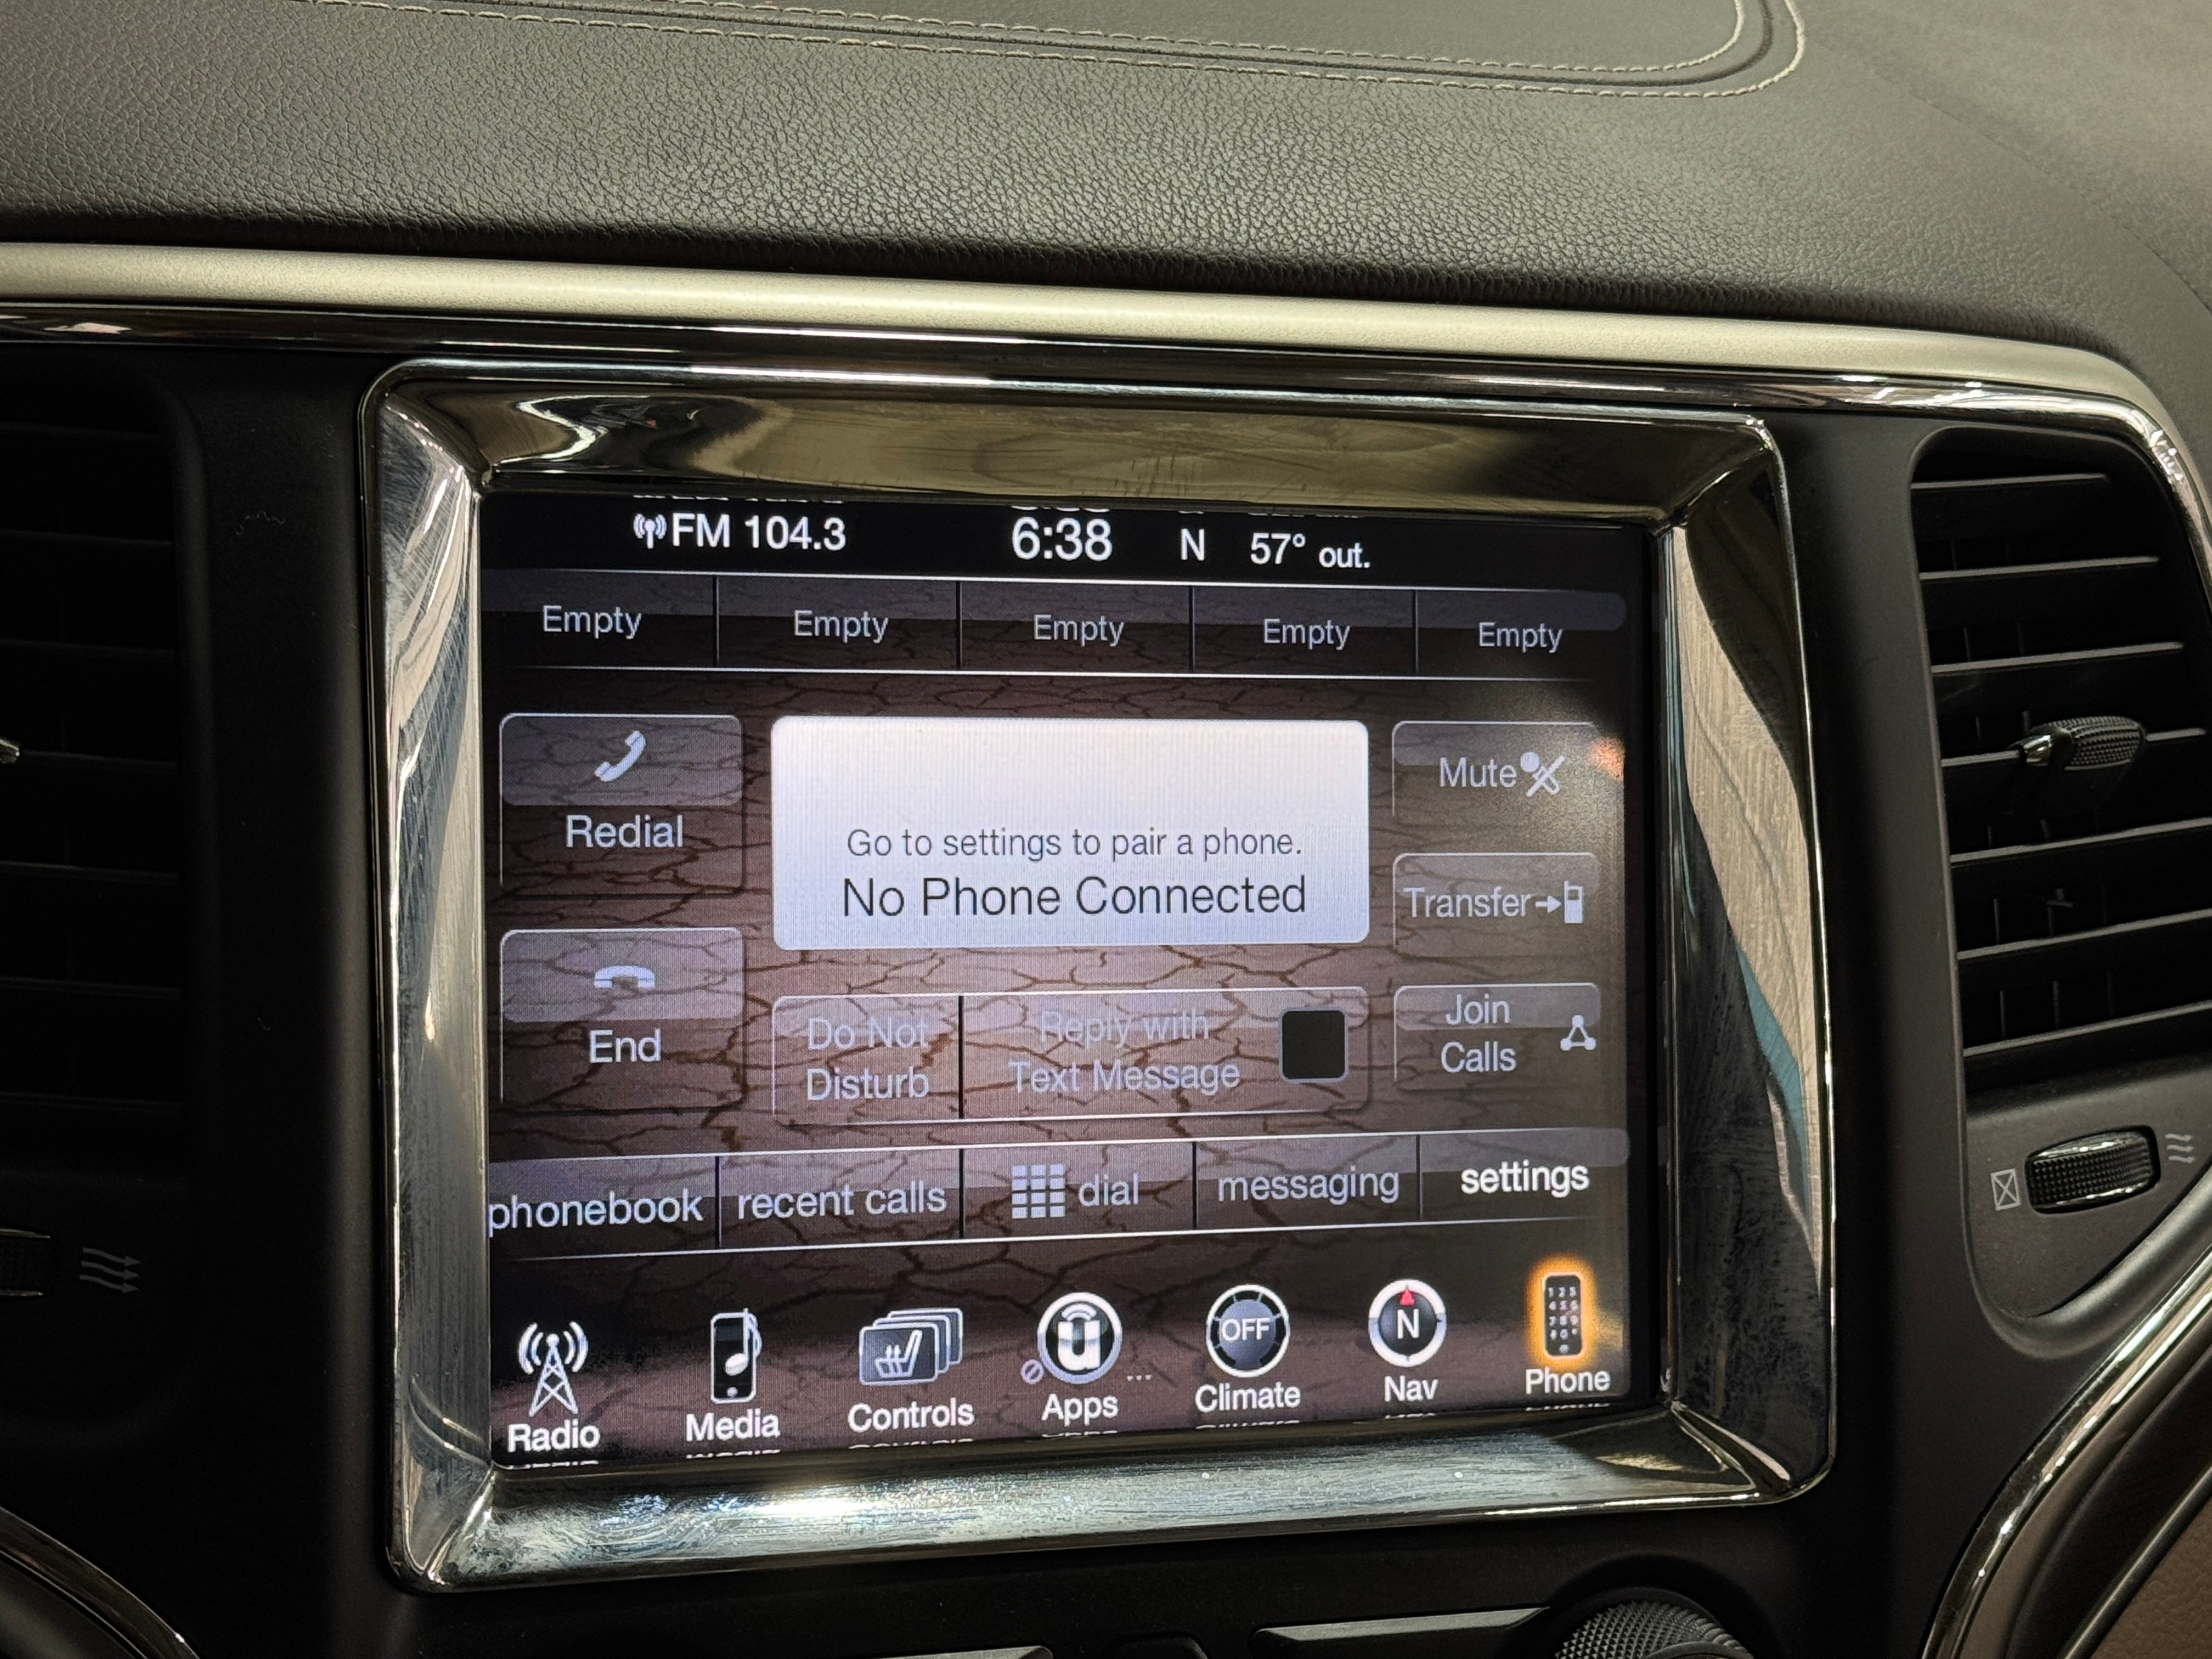 FM 104.3 6:38 N 57° out.
Empty Empty Empty Empty Empty
Redial
Go to settings to pair a phone.
No Phone Connected
Mute
Transfer
End
Do Not
Disturb
Reply with
Text Message
Join
Calls
phonebook recent calls dial messaging settings
OFF
N
Radio Media Controls Apps Climate Nav Phone